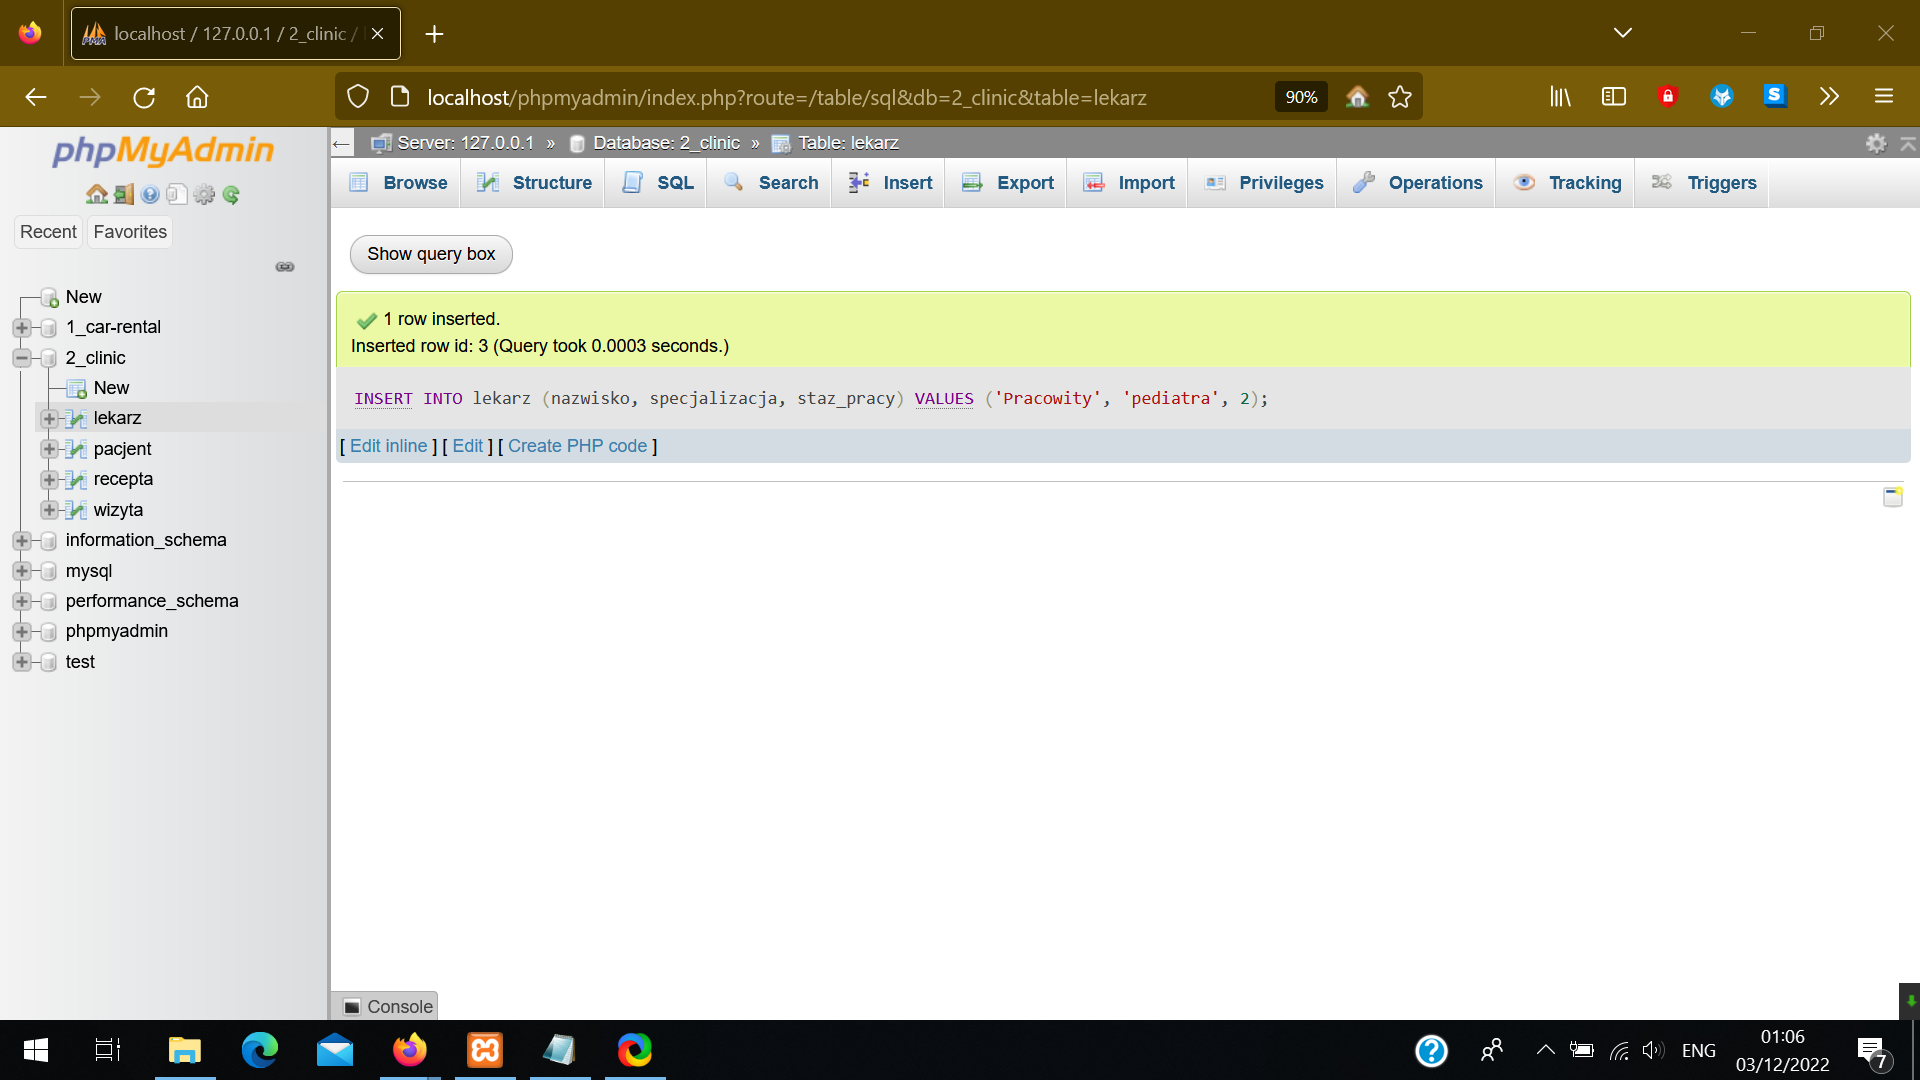 localhost / 127.0.0.1 / 2_clinic /
localhost/phpmyadmin/index.php?route=/table/sql&db=2_clinic&table=lekarz
90%
S
phpMyAdmin
Recent
Favorites
New
1_car-rental
2_clinic
New
lekarz
pacjent
recepta
wizyta
information_schema
mysql
performance_schema
phpmyadmin
test
Server: 127.0.0.1 » Database: 2_clinic » Table: lekarz
Browse
Structure
SQL
Search
Insert
Export
Import
Privileges
Operations
Tracking
Triggers
Show query box
1 row inserted.
Inserted row id: 3 (Query took 0.0003 seconds.)
INSERT INTO lekarz (nazwisko, specjalizacja, staz_pracy) VALUES ('Pracowity', 'pediatra', 2);
[ Edit inline ] [ Edit ] [ Create PHP code ]
Console
ENG
01:06
03/12/2022
7